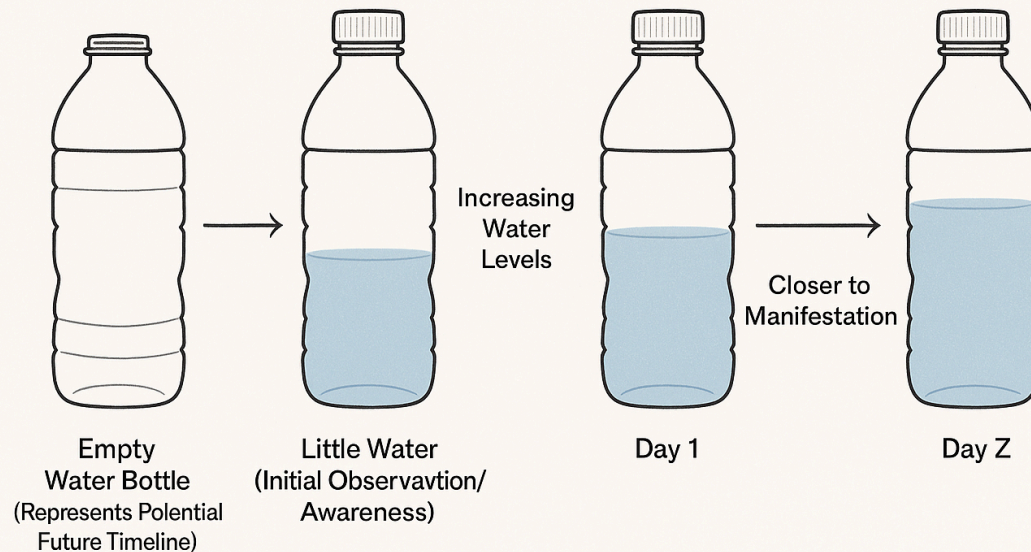 Empty
Water Bottle
(Represents Polential
Future Timeline)
Little Water
(Initial Observavtion/
Awareness)
Increasing
Water
Levels
Day 1
Closer to
Manifestation
Day Z